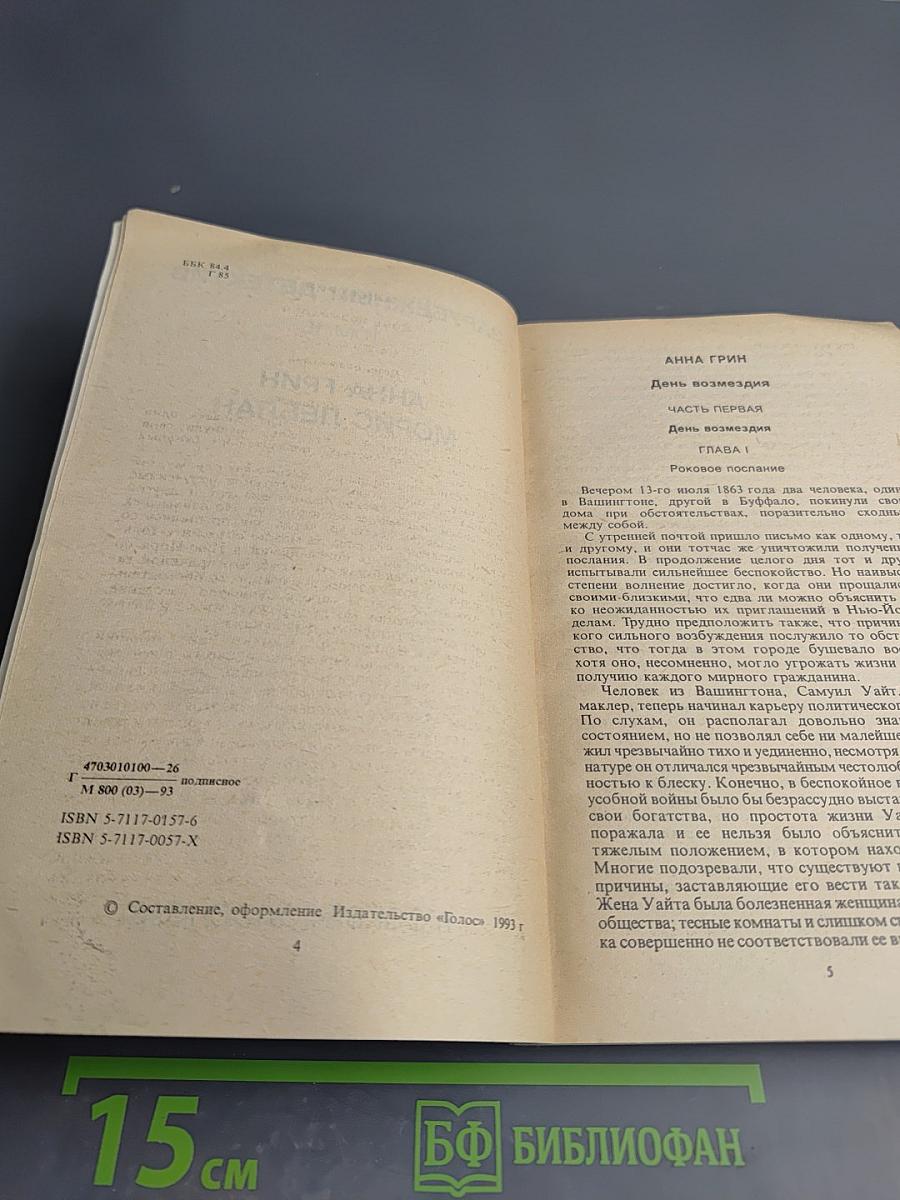 ББК 84.4
Г 85
Г 4703010100—26 подписное
М 800 (03)—93
ISBN 5-7117-0157-6
ISBN 5-7117-0057-X
© Составление, оформление Издательство «Голос» 1993 г
4
АННА ГРИН
День возмездия
ЧАСТЬ ПЕРВАЯ
День возмездия
ГЛАВА I
Роковое послание
Вечером 13-го июля 1863 года два человека, один
в Вашингтоне, другой в Буффало, покинули сво
дома при обстоятельствах, поразительно сходны
между собой.
С утренней почтой пришло письмо как одному, т
и другому, и они тотчас же уничтожили получен
послания. В продолжение целого дня тот и дру
испытывали сильнейшее беспокойство. Но наивыс
степени волнение достигло, когда они прощалис
своими близкими, что едва ли можно объяснить
ко неожиданностью их приглашений в Нью-Йо
делам. Трудно предположить также, что причин
кого сильного возбуждения послужило то обст
ство, что тогда в этом городе бушевало во
хотя оно, несомненно, могло угрожать жизни
получию каждого мирного гражданина.
Человек из Вашингтона, Самуил Уайт
маклер, теперь начинал карьеру политическог
По слухам, он располагал довольно зна
состоянием, но не позволял себе ни малейше
жил чрезвычайно тихо и уединенно, несмотря
натуре он отличался чрезвычайным честолюб
ностью к блеску. Конечно, в беспокойное
усобной войны было бы безрассудно выста
свои богатства, но простота жизни Уа
поражала и ее нельзя было объяснит
тяжелым положением, в котором нахо
Многие подозревали, что существуют
причины, заставляющие его вести так
Жена Уайта была болезненная женщина
общества; тесные комнаты и слишком с
ка совершенно не соответствовали ее в
5
15 см
БФ БИБЛИОФАН